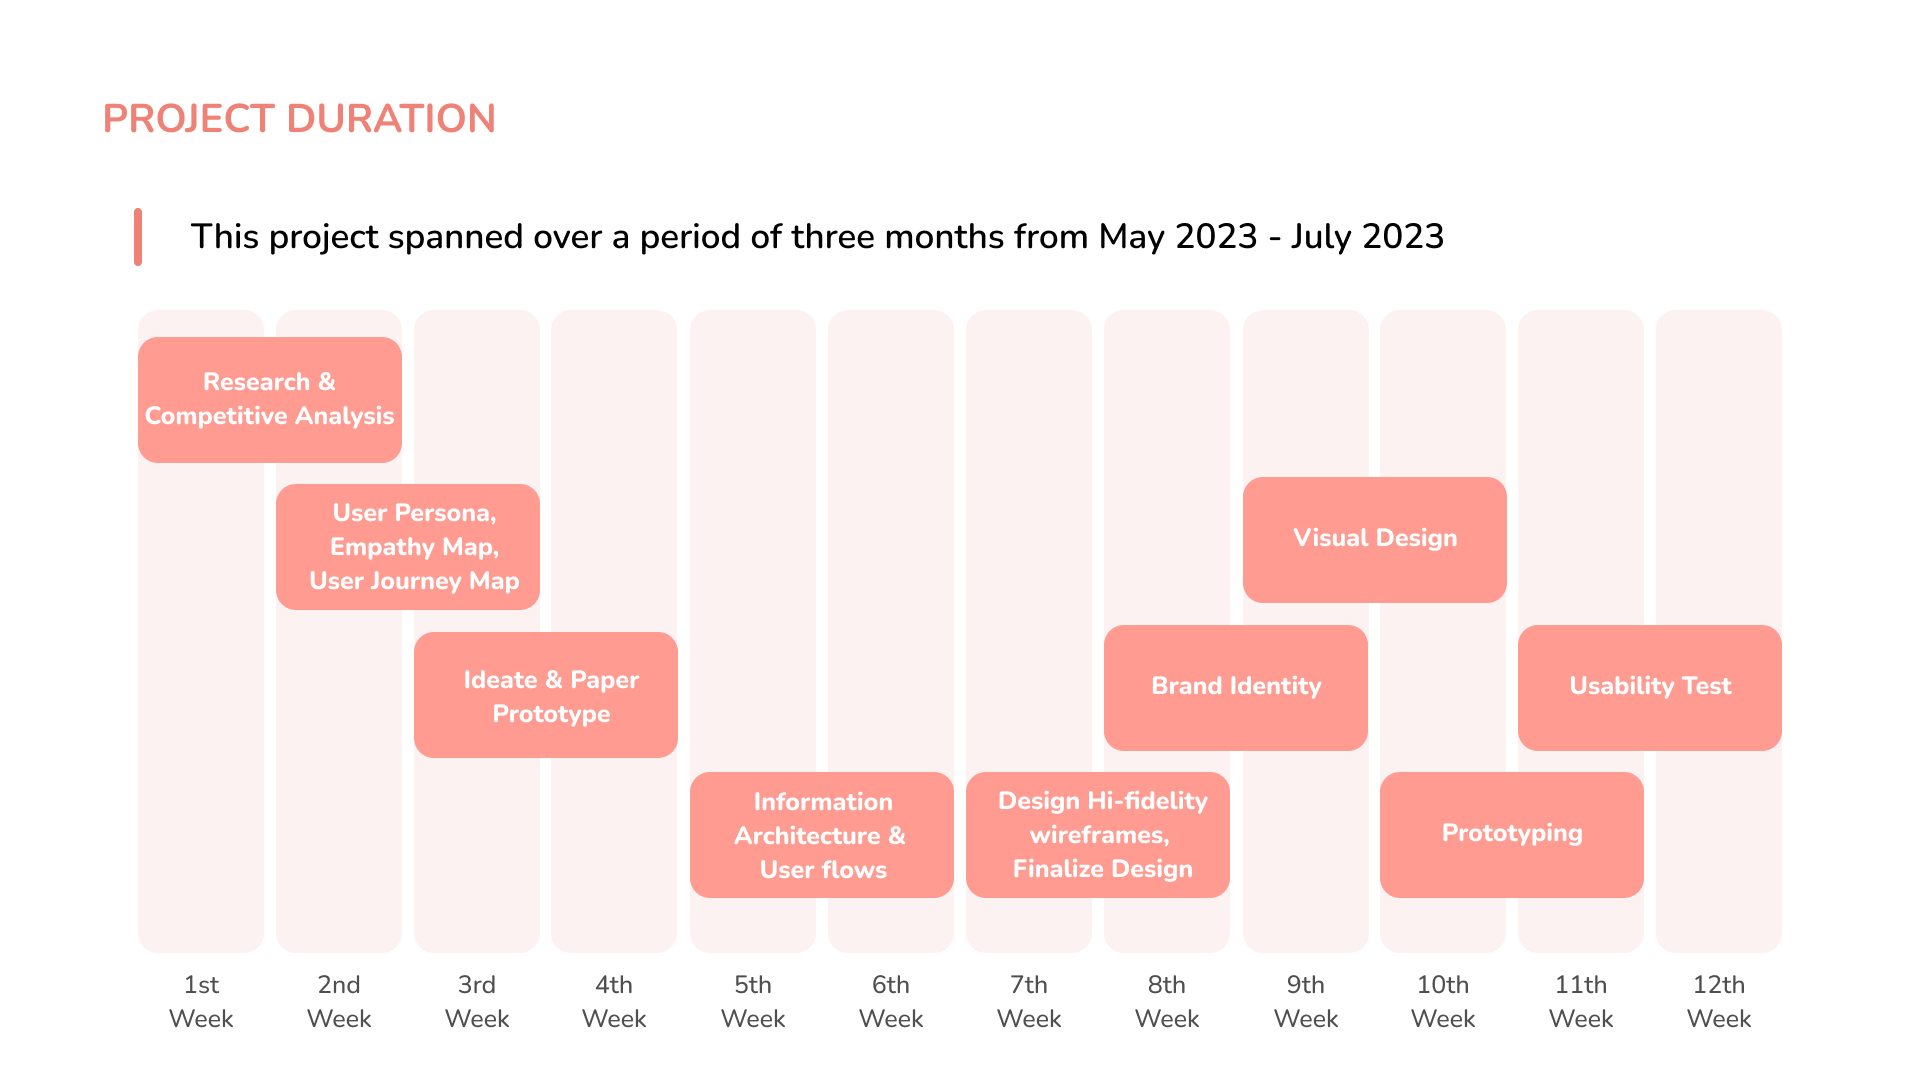 PROJECT DURATION
This project spanned over a period of three months from May 2023 - July 2023
Research &
Competitive Analysis
User Persona,
Empathy Map,
User Journey Map
Ideate & Paper
Prototype
Information
Architecture &
User flows
Design Hi-fidelity
wireframes,
Finalize Design
Brand Identity
Visual Design
Prototyping
Usability Test
1st
Week
2nd
Week
3rd
Week
4th
Week
5th
Week
6th
Week
7th
Week
8th
Week
9th
Week
10th
Week
11th
Week
12th
Week